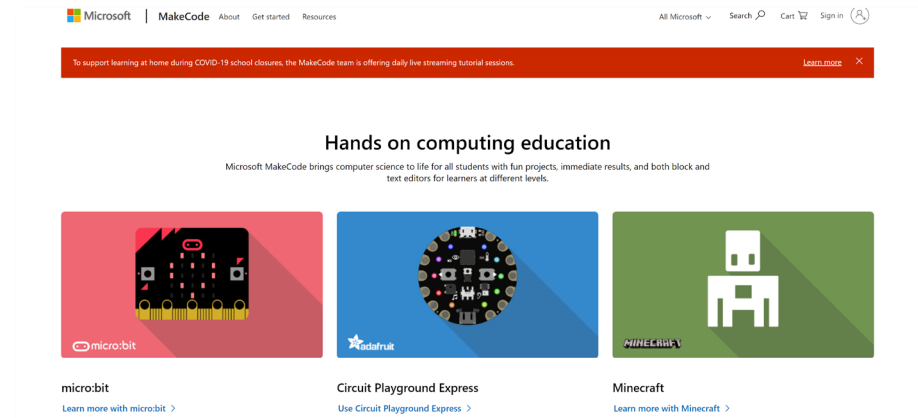 Microsoft MakeCode About Get started Resources All Microsoft Search Cart Sign in
To support learning at home during COVID-19 school closures, the MakeCode team is offering daily live streaming tutorial sessions. Learn more
Hands on computing education
Microsoft MakeCode brings computer science to life for all students with fun projects, immediate results, and both block and
text editors for learners at different levels.
micro:bit adafruit MINECRAFT
micro:bit Circuit Playground Express Minecraft
Learn more with micro:bit Use Circuit Playground Express Learn more with Minecraft